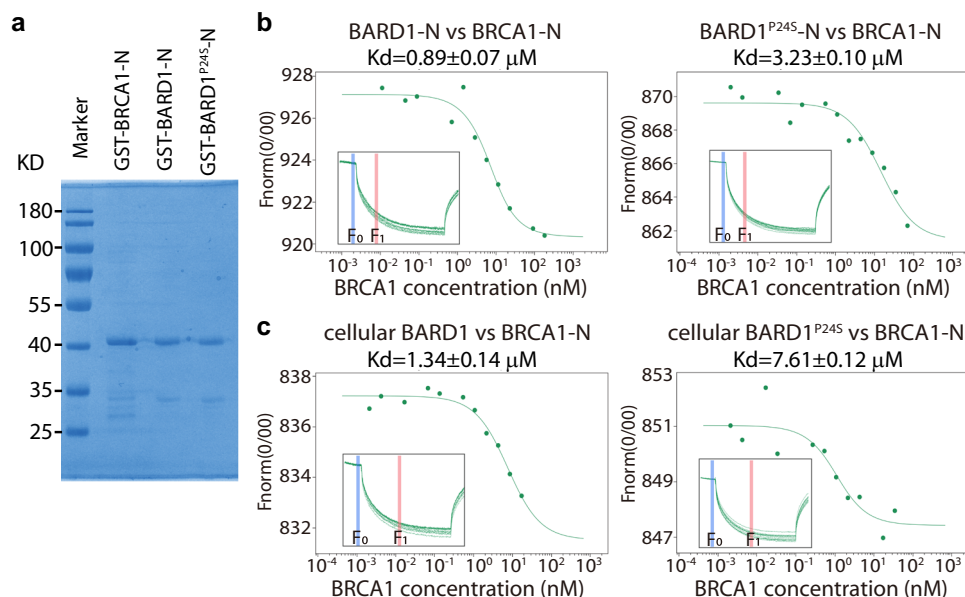 a
KD
Marker
GST-BRCA1-N
GST-BARD1-N
GST-BARD1P24S-N
180
100
55
40
35
25
b
BARD1-N vs BRCA1-N
Kd=0.89±0.07 μM
Fnorm(0/00)
928
926
924
922
920
F0 F1
10-3 10-2 10-1 100 101 102 103
BRCA1 concentration (nM)
BARD1P24S-N vs BRCA1-N
Kd=3.23±0.10 μM
Fnorm(0/00)
870
868
866
864
862
F0 F1
10-4 10-3 10-2 10-1 100 101 102 103
BRCA1 concentration (nM)
c
cellular BARD1 vs BRCA1-N
Kd=1.34±0.14 μM
Fnorm(0/00)
838
836
834
832
F0 F1
10-3 10-2 10-1 100 101 102 103
BRCA1 concentration (nM)
cellular BARD1P24S vs BRCA1-N
Kd=7.61±0.12 μM
Fnorm(0/00)
853
851
849
847
F0 F1
10-4 10-3 10-2 10-1 100 101 102 103
BRCA1 concentration (nM)